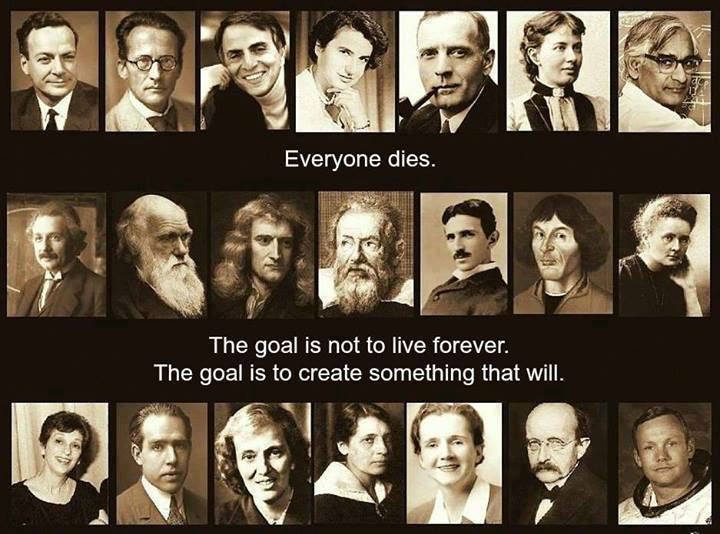 Everyone dies.
The goal is not to live forever.
The goal is to create something that will.